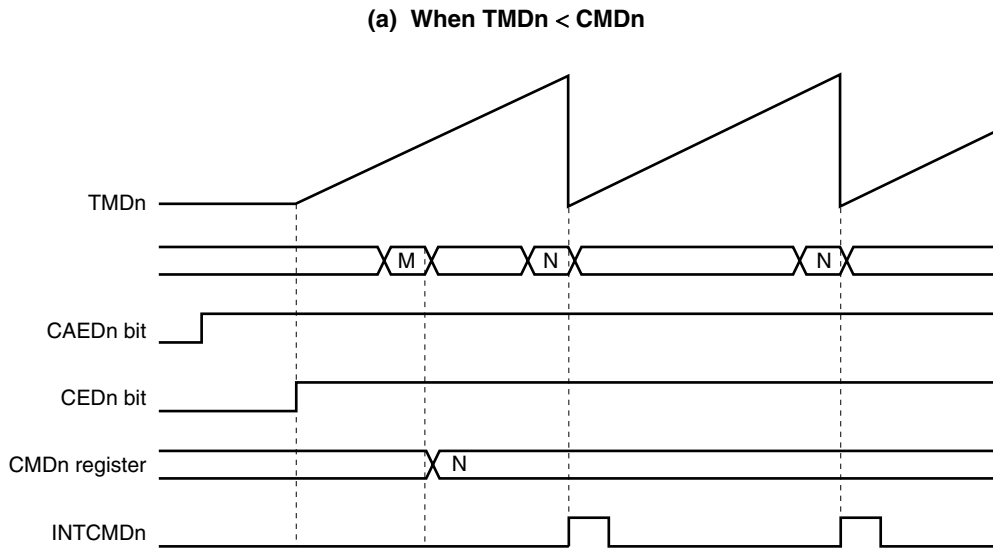 (a) When TMDn < CMDn
TMDn
M N N
CAEDn bit
CEDn bit
CMDn register N
INTCMDn